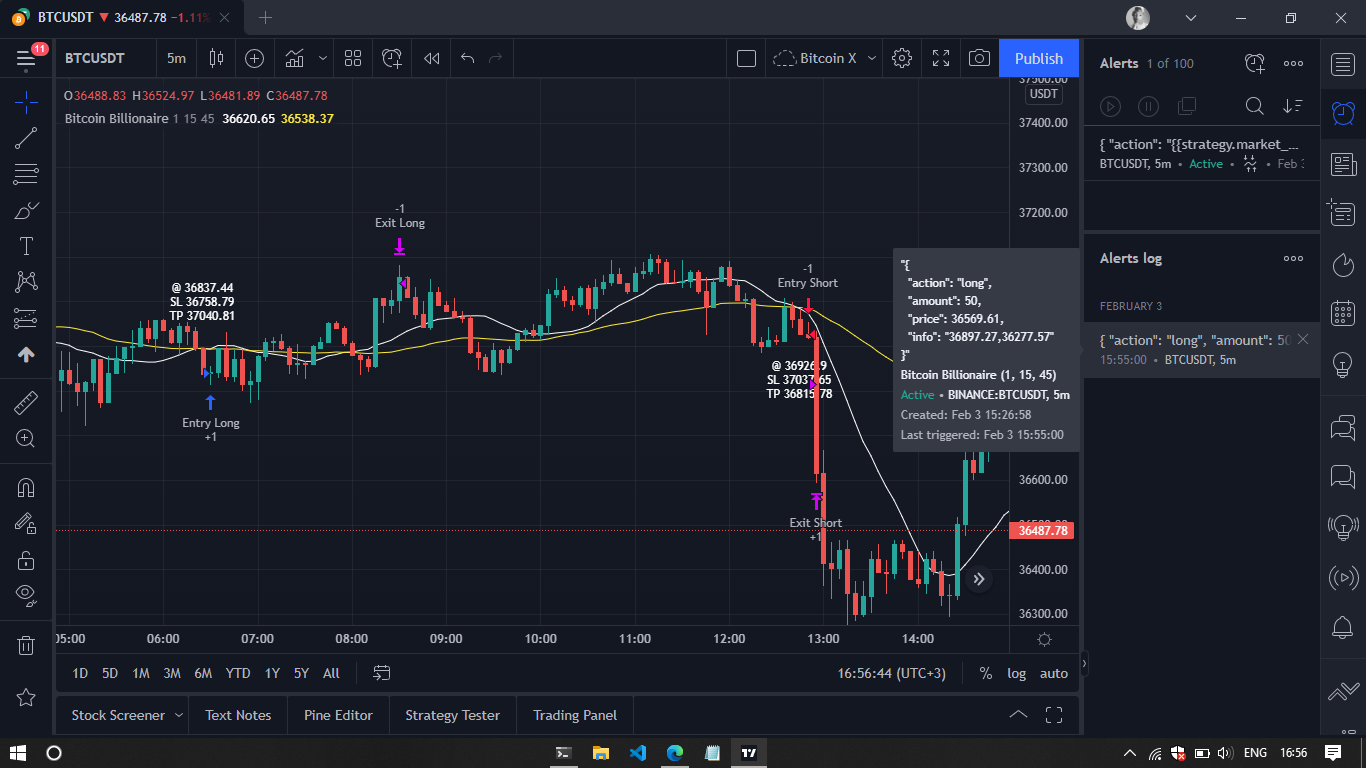 BTCUSDT ▼ 36487.78 −1.11%
11
BTCUSDT
5m
Bitcoin X
Publish
O36488.83 H36524.97 L36481.89 C36487.78
Bitcoin Billionaire 1 15 45 36620.65 36538.37
37500.00
USDT
37400.00
37300.00
37200.00
36600.00
36487.78
36400.00
36300.00
@ 36837.44
SL 36758.79
TP 37040.81
Entry Long
+1
-1
Exit Long
-1
Entry Short
SL 37037.65
TP 36815.78
Exit Short
+1
"{
"action": "long",
"amount": 50,
"price": 36569.61,
"info": "36897.27,36277.57"
}"
Bitcoin Billionaire (1, 15, 45)
Active • BINANCE:BTCUSDT, 5m
Created: Feb 3 15:26:58
Last triggered: Feb 3 15:55:00
05:00 06:00 07:00 08:00 09:00 10:00 11:00 12:00 13:00 14:00
1D 5D 1M 3M 6M YTD 1Y 5Y All
16:56:44 (UTC+3)
% log auto
Stock Screener
Text Notes
Pine Editor
Strategy Tester
Trading Panel
Alerts 1 of 100
{ "action": "{{strategy.market_...
BTCUSDT, 5m • Active • • Feb 3
Alerts log
FEBRUARY 3
{ "action": "long", "amount": 50
15:55:00 • BTCUSDT, 5m
ENG
16:56